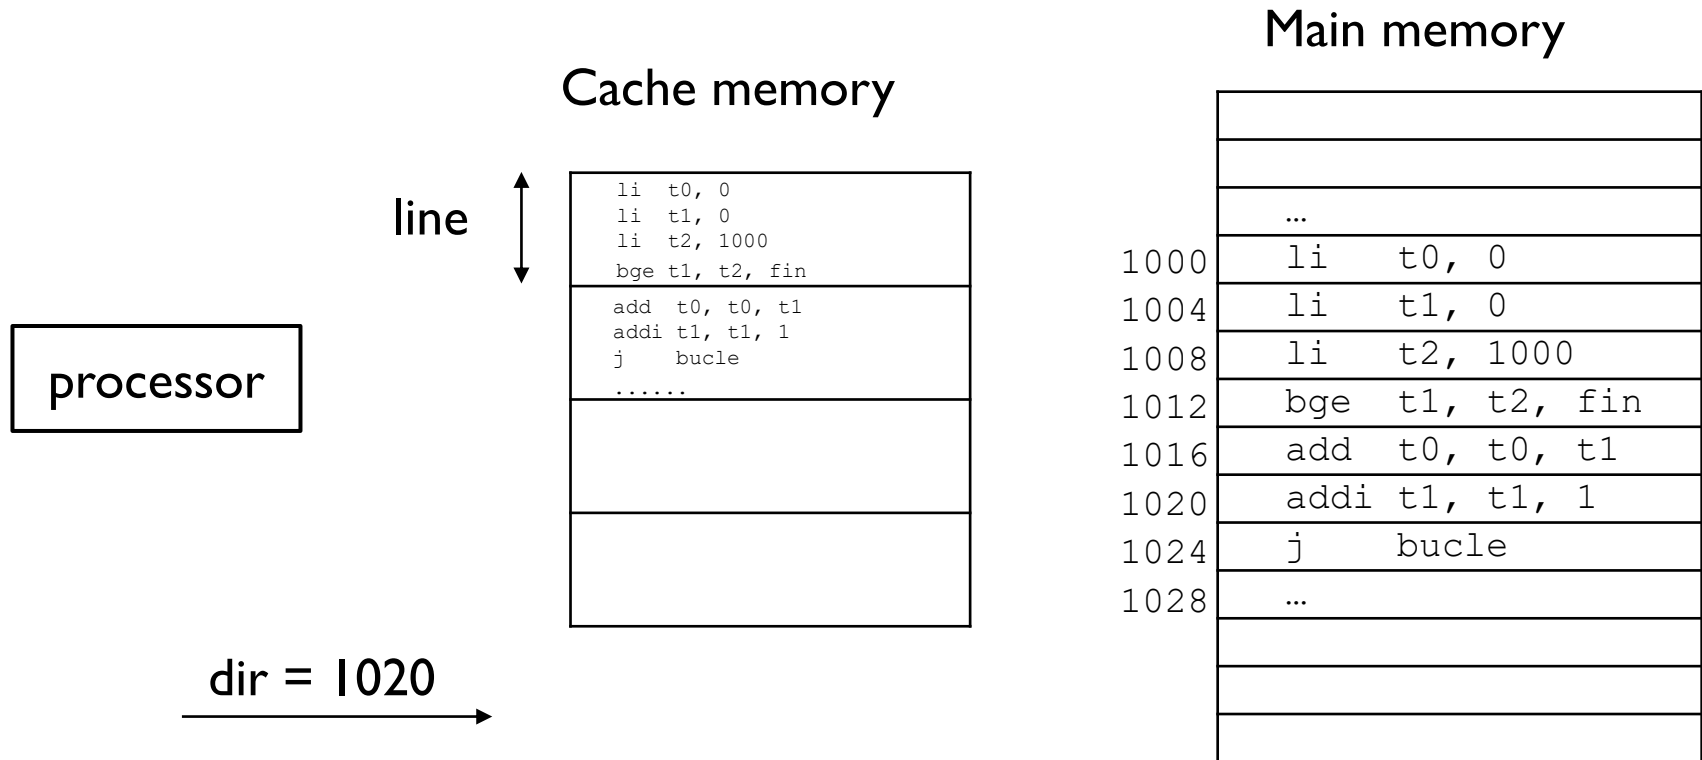 Main memory
Cache memory
line
li t0, 0
li t1, 0
li t2, 1000
bge t1, t2, fin
add t0, t0, t1
addi t1, t1, 1
j bucle
......
processor
dir = 1020
…
1000 li t0, 0
1004 li t1, 0
1008 li t2, 1000
1012 bge t1, t2, fin
1016 add t0, t0, t1
1020 addi t1, t1, 1
1024 j bucle
1028 …